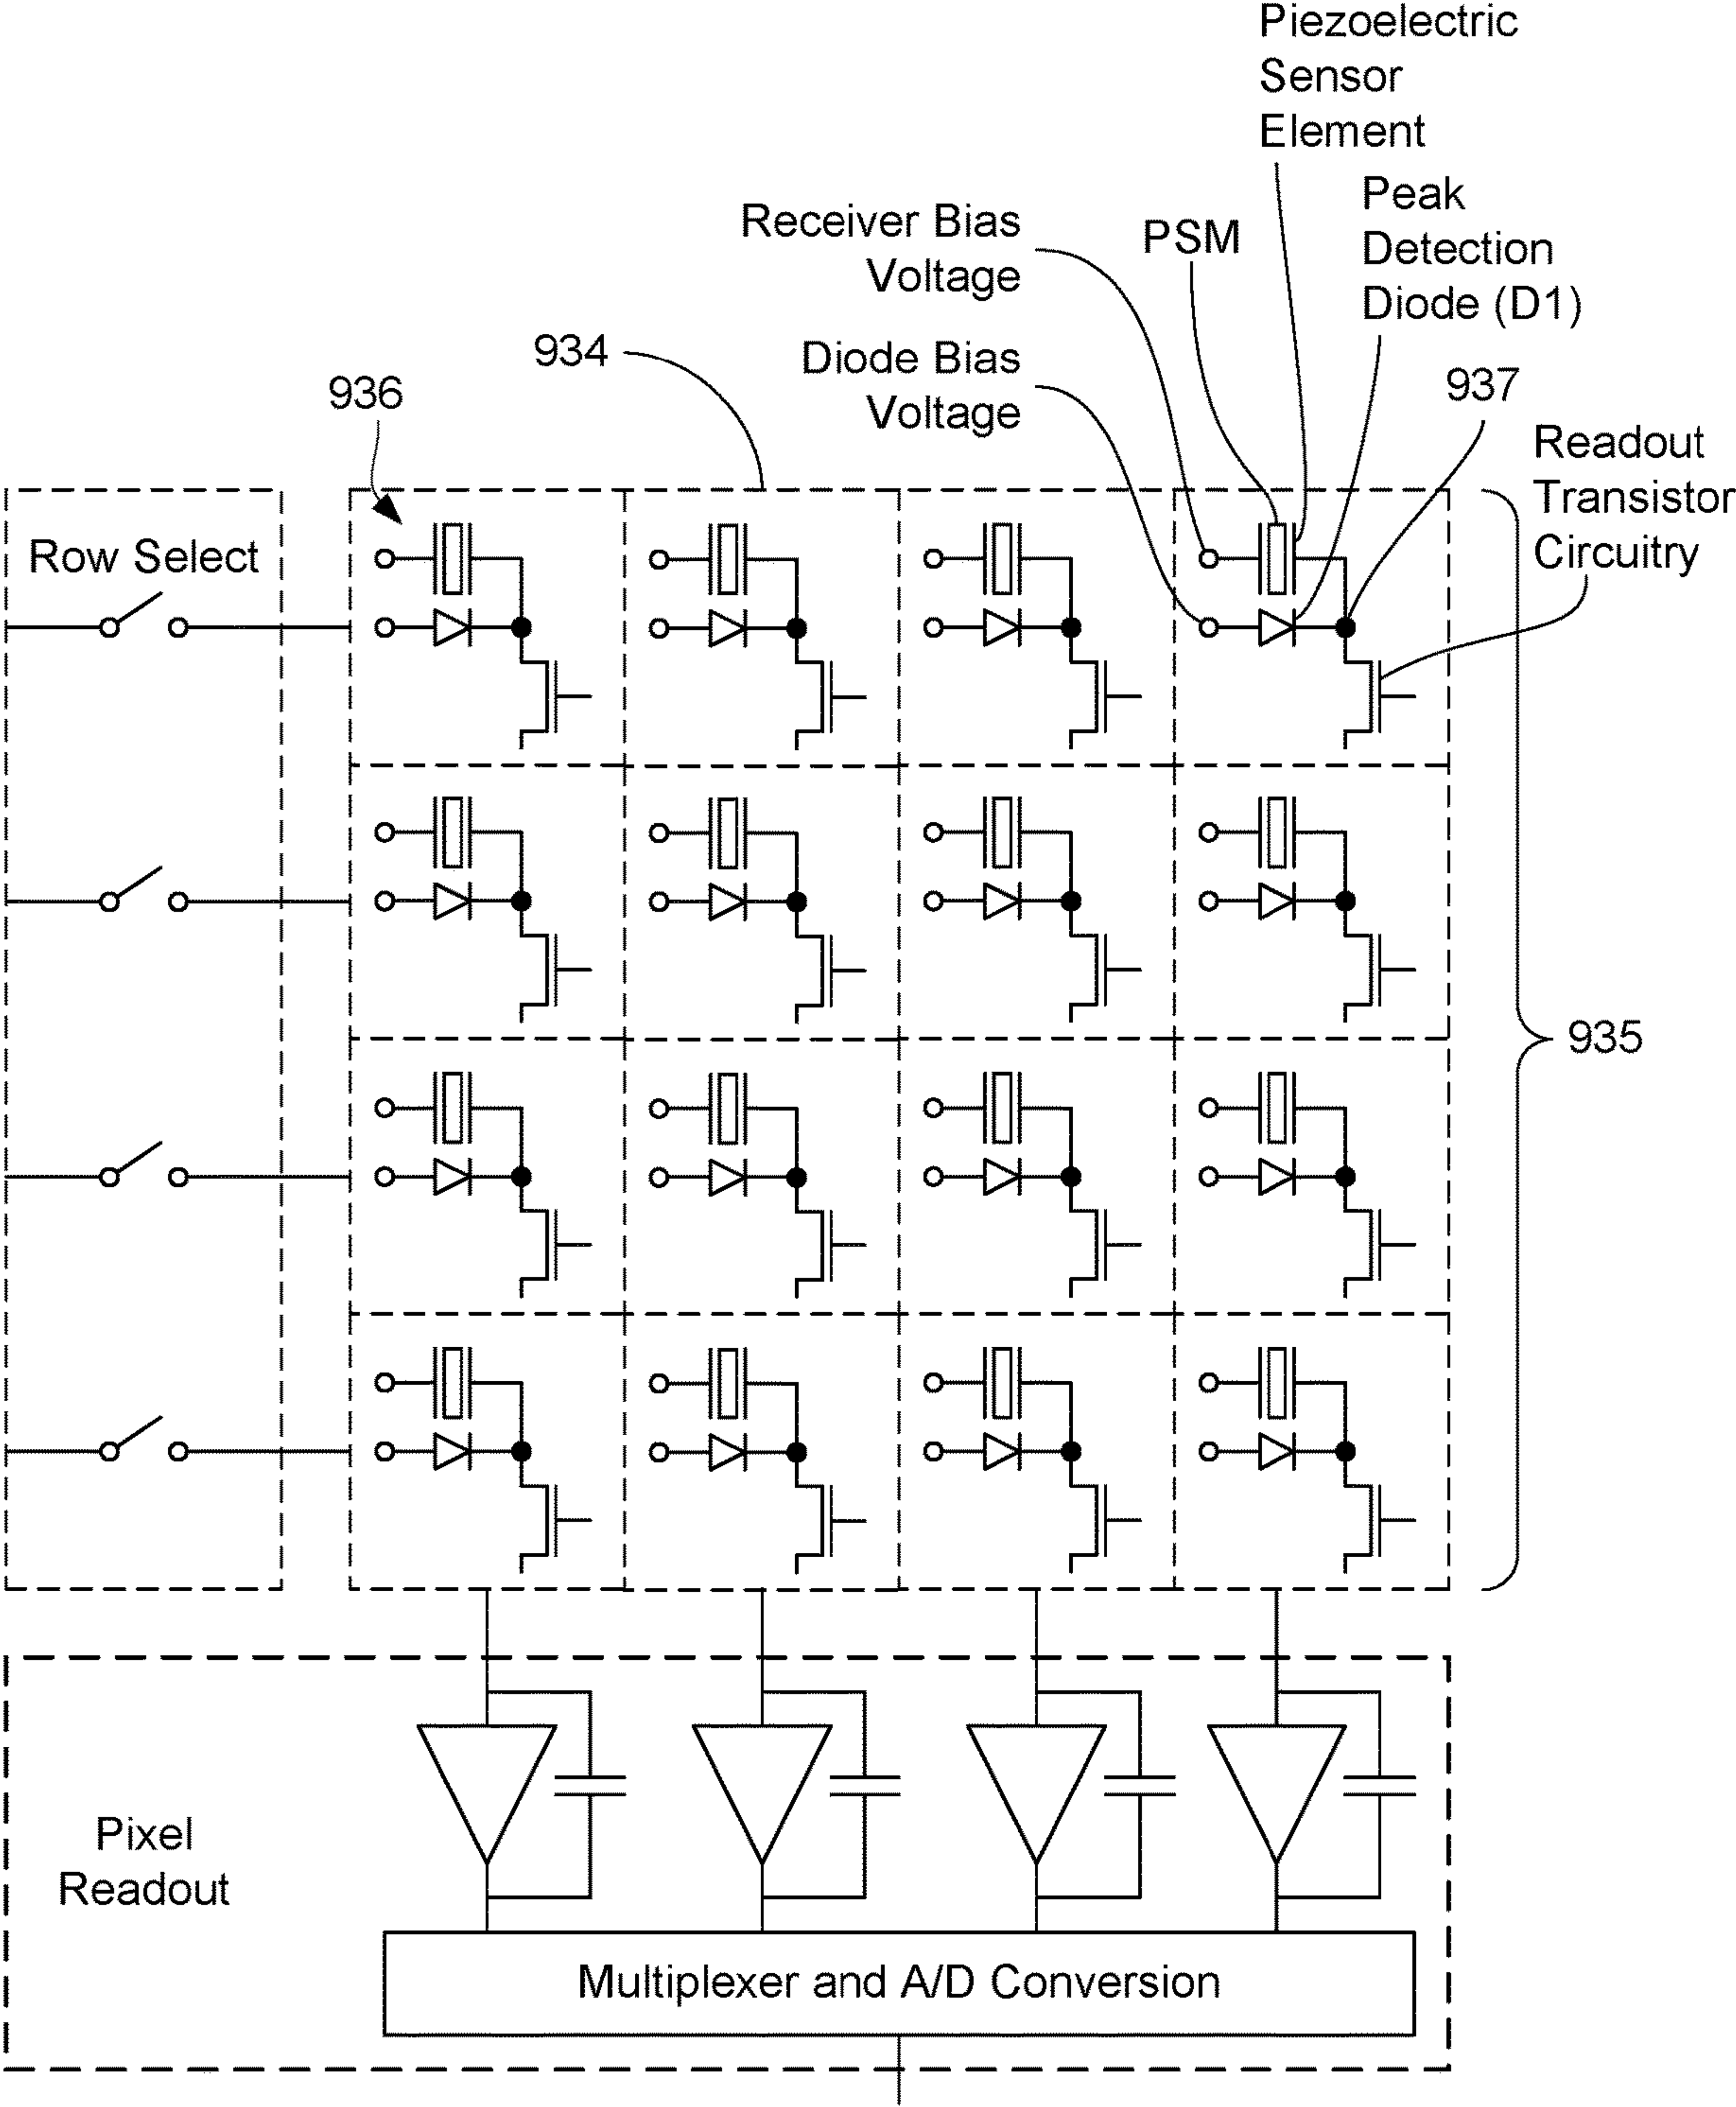 Piezoelectric
Sensor
Element
Peak
Detection
Diode (D1)
Receiver Bias
Voltage
PSM
934
Diode Bias
Voltage
936
937
Readout
Transistor
Circuitry
Row Select
935
Pixel
Readout
Multiplexer and A/D Conversion